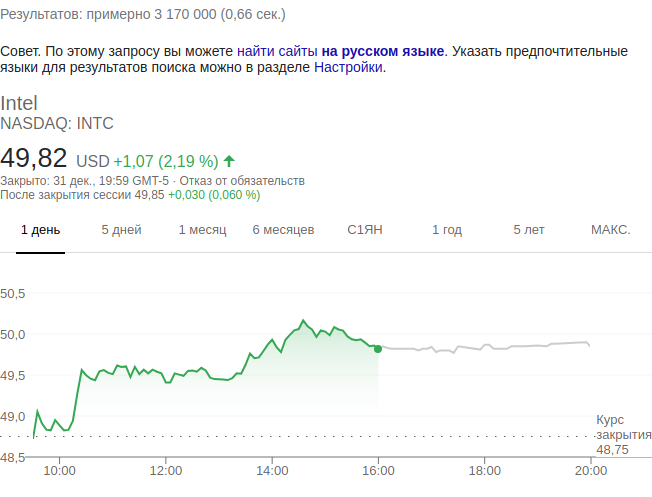 Результатов: примерно 3 170 000 (0,66 сек.)
Совет. По этому запросу вы можете найти сайты на русском языке. Указать предпочтительные
языки для результатов поиска можно в разделе Настройки.
Intel
NASDAQ: INTC
49,82 USD +1,07 (2,19 %)
Закрыто: 31 дек., 19:59 GMT-5 · Отказ от обязательств
После закрытия сессии 49,85 +0,030 (0,060 %)
1 день 5 дней 1 месяц 6 месяцев С1ЯН 1 год 5 лет МАКС.
50,5
50,0
49,5
49,0
Курс
закрытия
48,75
48,5
10:00 12:00 14:00 16:00 18:00 20:00